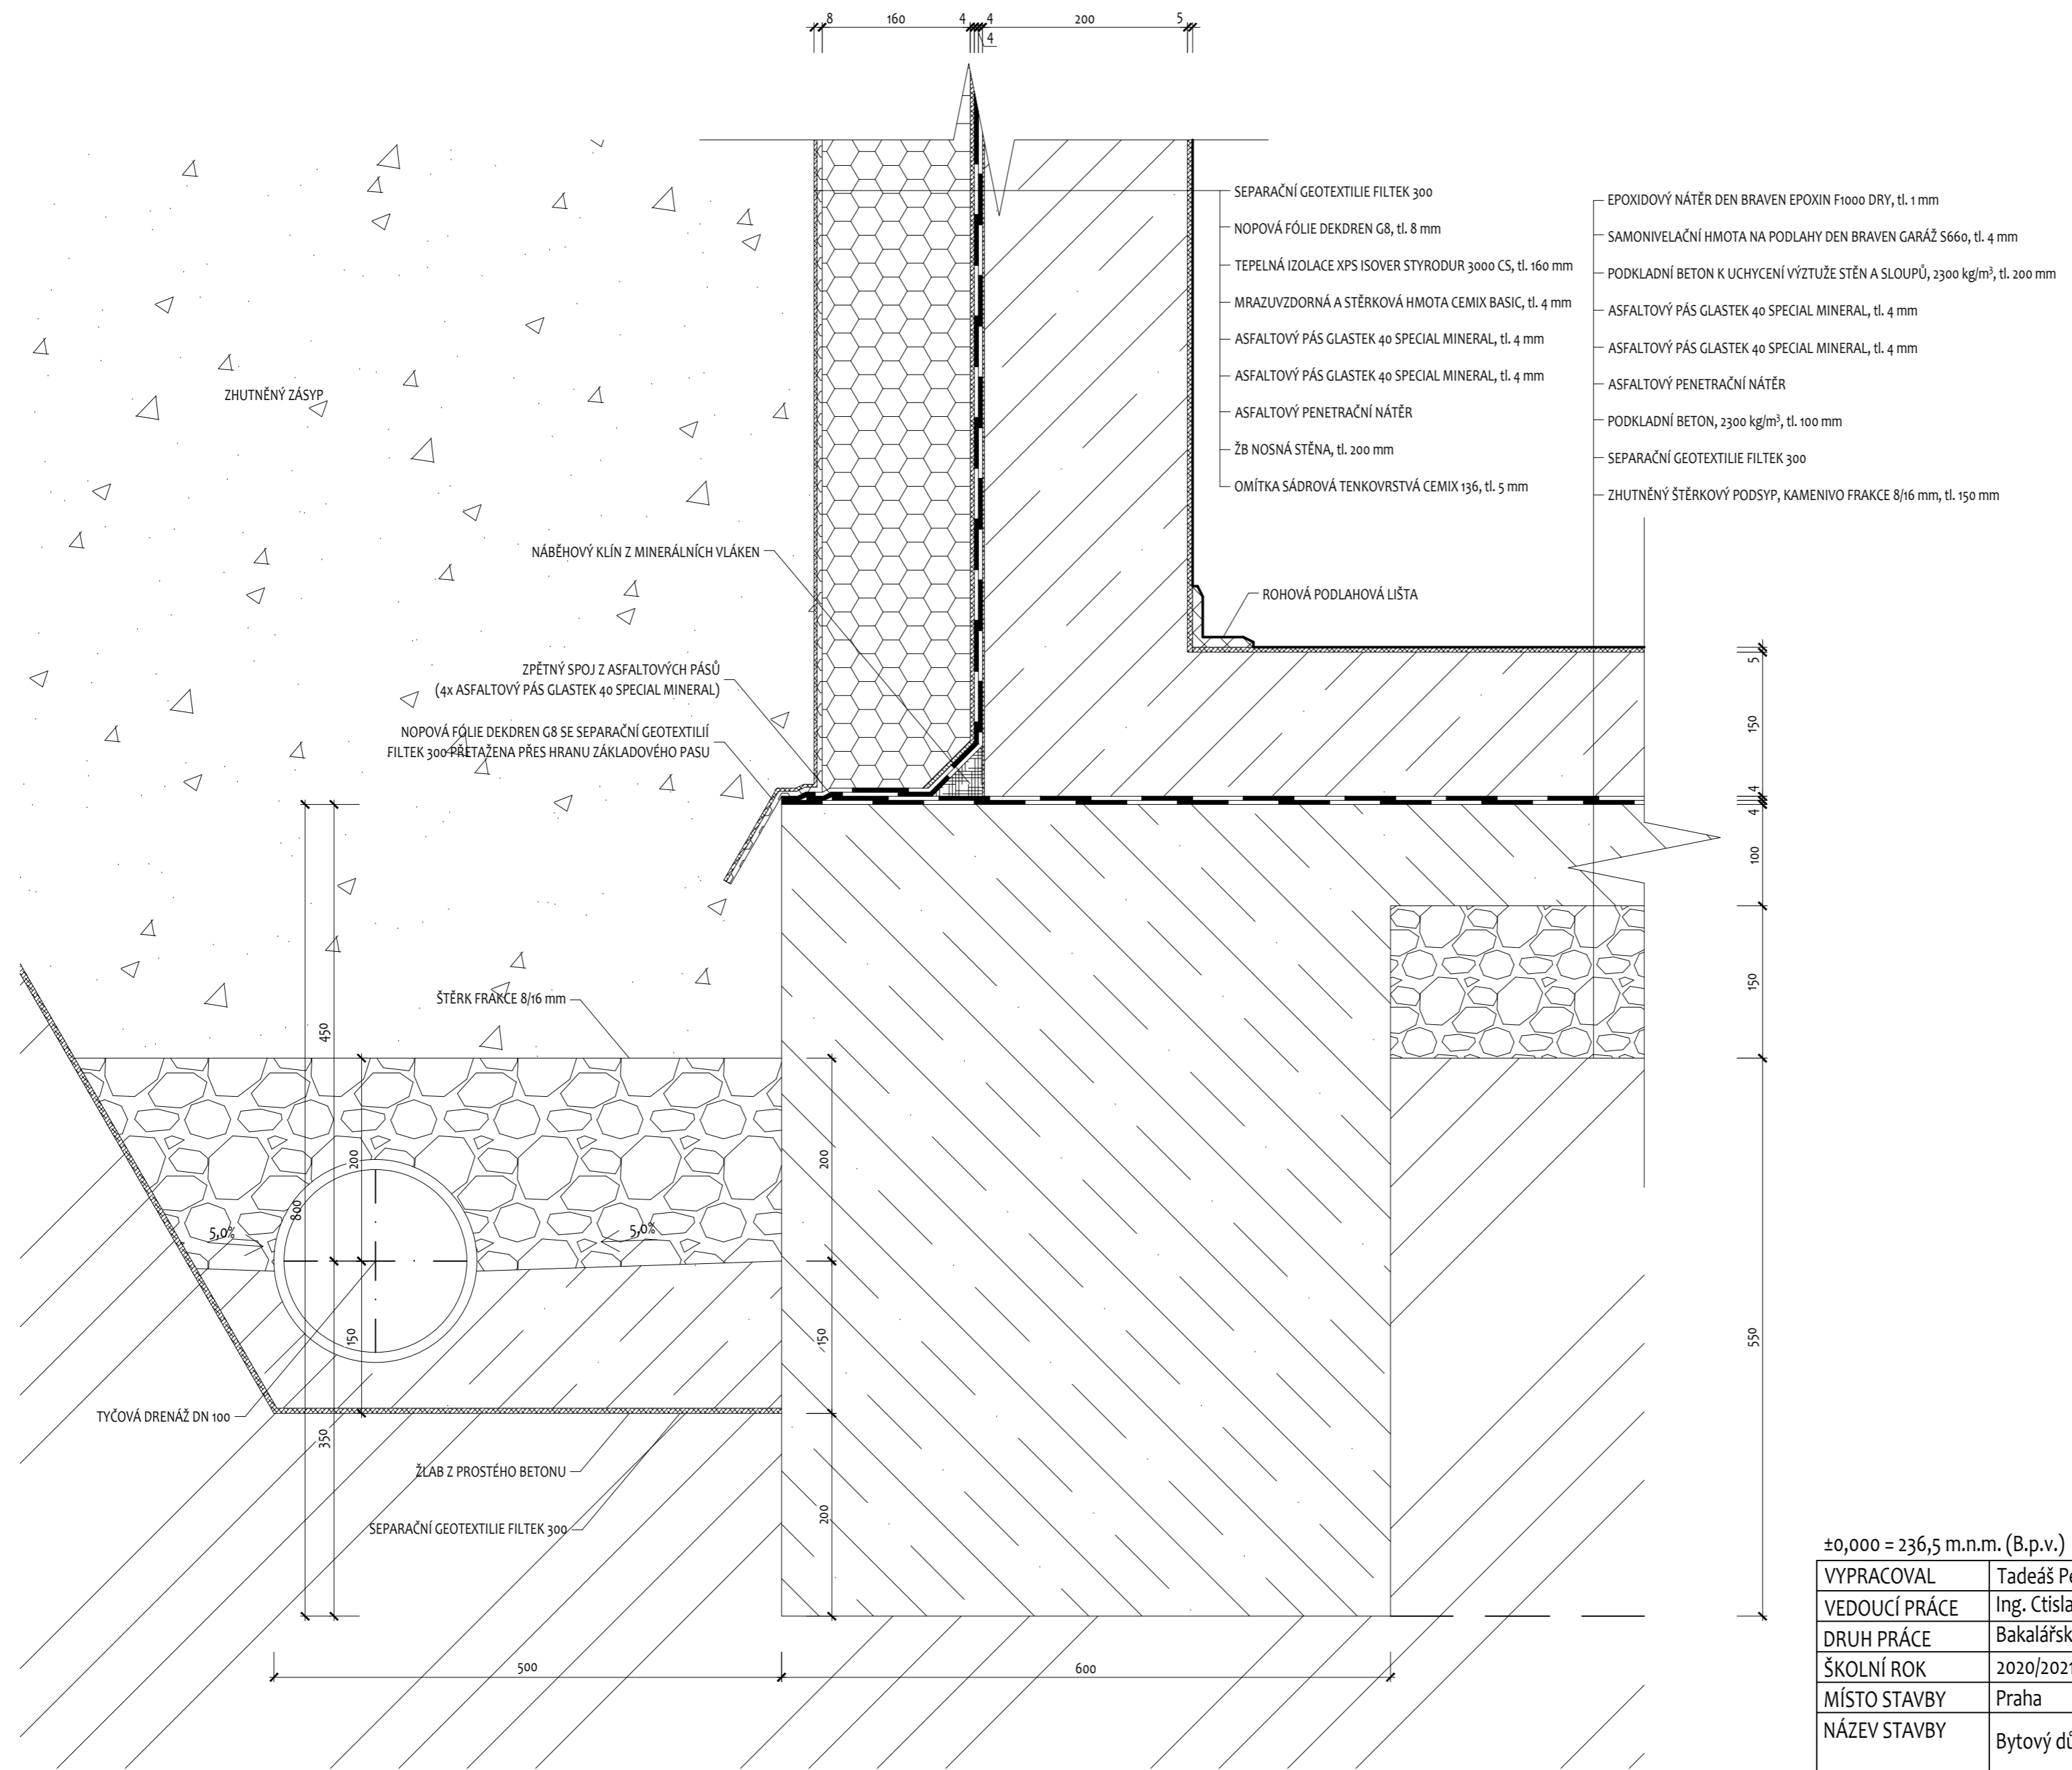 8 160 4 4 200 5
4
SEPARAČNÍ GEOTEXTILIE FILTEK 300
NOPOVÁ FÓLIE DEKDREN G8, tl. 8 mm
TEPELNÁ IZOLACE XPS ISOVER STYRODUR 3000 CS, tl. 160 mm
MRAZUVZDORNÁ A STĚRKOVÁ HMOTA CEMIX BASIC, tl. 4 mm
ASFALTOVÝ PÁS GLASTEK 40 SPECIAL MINERAL, tl. 4 mm
ASFALTOVÝ PÁS GLASTEK 40 SPECIAL MINERAL, tl. 4 mm
ASFALTOVÝ PENETRAČNÍ NÁTĚR
ŽB NOSNÁ STĚNA, tl. 200 mm
OMÍTKA SÁDROVÁ TENKOVRSTVÁ CEMIX 136, tl. 5 mm
EPOXIDOVÝ NÁTĚR DEN BRAVEN EPOXIN F1000 DRY, tl. 1 mm
SAMONIVELAČNÍ HMOTA NA PODLAHY DEN BRAVEN GARÁŽ S660, tl. 4 mm
PODKLADNÍ BETON K UCHYCENÍ VÝZTUŽE STĚN A SLOUPŮ, 2300 kg/m³, tl. 200 mm
ASFALTOVÝ PÁS GLASTEK 40 SPECIAL MINERAL, tl. 4 mm
ASFALTOVÝ PÁS GLASTEK 40 SPECIAL MINERAL, tl. 4 mm
ASFALTOVÝ PENETRAČNÍ NÁTĚR
PODKLADNÍ BETON, 2300 kg/m³, tl. 100 mm
SEPARAČNÍ GEOTEXTILIE FILTEK 300
ZHUTNĚNÝ ŠTĚRKOVÝ PODSYP, KAMENIVO FRAKCE 8/16 mm, tl. 150 mm
ZHUTNĚNÝ ZÁSYP
NÁBĚHOVÝ KLÍN Z MINERÁLNÍCH VLÁKEN
ROHOVÁ PODLAHOVÁ LIŠTA
ZPĚTNÝ SPOJ Z ASFALTOVÝCH PÁSŮ
(4x ASFALTOVÝ PÁS GLASTEK 40 SPECIAL MINERAL)
NOPOVÁ FÓLIE DEKDREN G8 SE SEPARAČNÍ GEOTEXTILIÍ
FILTEK 300 PŘETAŽENA PŘES HRANU ZÁKLADOVÉHO PASU
5
150
4
4
100
150
550
ŠTĚRK FRAKCE 8/16 mm
450
200
800
150
350
200
150
200
5,0%
5,0%
TYČOVÁ DRENÁŽ DN 100
ŽLAB Z PROSTÉHO BETONU
SEPARAČNÍ GEOTEXTILIE FILTEK 300
500
600
±0,000 = 236,5 m.n.m. (B.p.v.)
VYPRACOVAL Tadeáš
VEDOUCÍ PRÁCE Ing.
DRUH PRÁCE
ŠKOLNÍ ROK 2020/2021
MÍSTO STAVBY Praha
NÁZEV STAVBY Bytový